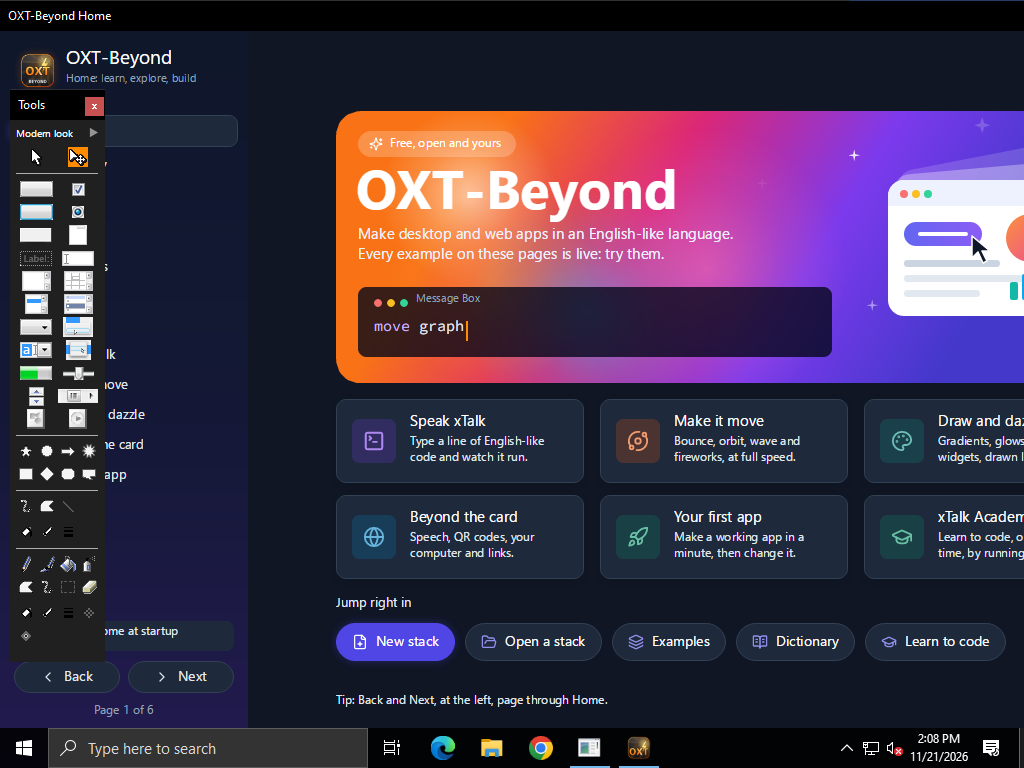 OXT-Beyond Home
OXT
BEYOND
OXT-Beyond
Home: learn, explore, build
Tools
x
Modern look
Label:
a
lk
ove
dazzle
e card
app
ome at startup
Back
Next
Page 1 of 6
Free, open and yours
OXT-Beyond
Make desktop and web apps in an English-like language.
Every example on these pages is live: try them.
Message Box
move graph
Speak xTalk
Type a line of English-like
code and watch it run.
Make it move
Bounce, orbit, wave and
fireworks, at full speed.
Draw and daz
Gradients, glows
widgets, drawn l
Beyond the card
Speech, QR codes, your
computer and links.
Your first app
Make a working app in a
minute, then change it.
xTalk Academ
Learn to code, o
time, by running
Jump right in
New stack
Open a stack
Examples
Dictionary
Learn to code
Tip: Back and Next, at the left, page through Home.
Type here to search
OXT
2:08 PM
11/21/2026